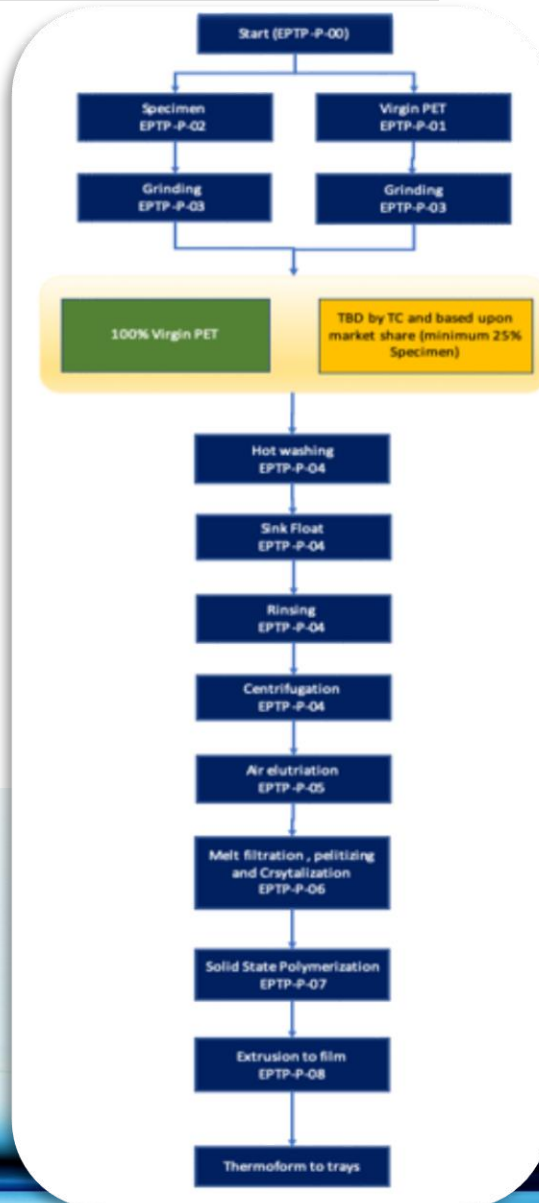 Start (EPTP-P-00)
Specimen
EPTP-P-02
Virgin PET
EPTP-P-01
Grinding
EPTP-P-03
Grinding
EPTP-P-03
100% Virgin PET
TBD by TC and based upon
market share (minimum 25%
Specimen)
Hot washing
EPTP-P-04
Sink Float
EPTP-P-04
Rinsing
EPTP-P-04
Centrifugation
EPTP-P-04
Air elutriation
EPTP-P-05
Melt filtration , pelitizing
and Crsytalization
EPTP-P-06
Solid State Polymerization
EPTP-P-07
Extrusion to film
EPTP-P-08
Thermoform to trays